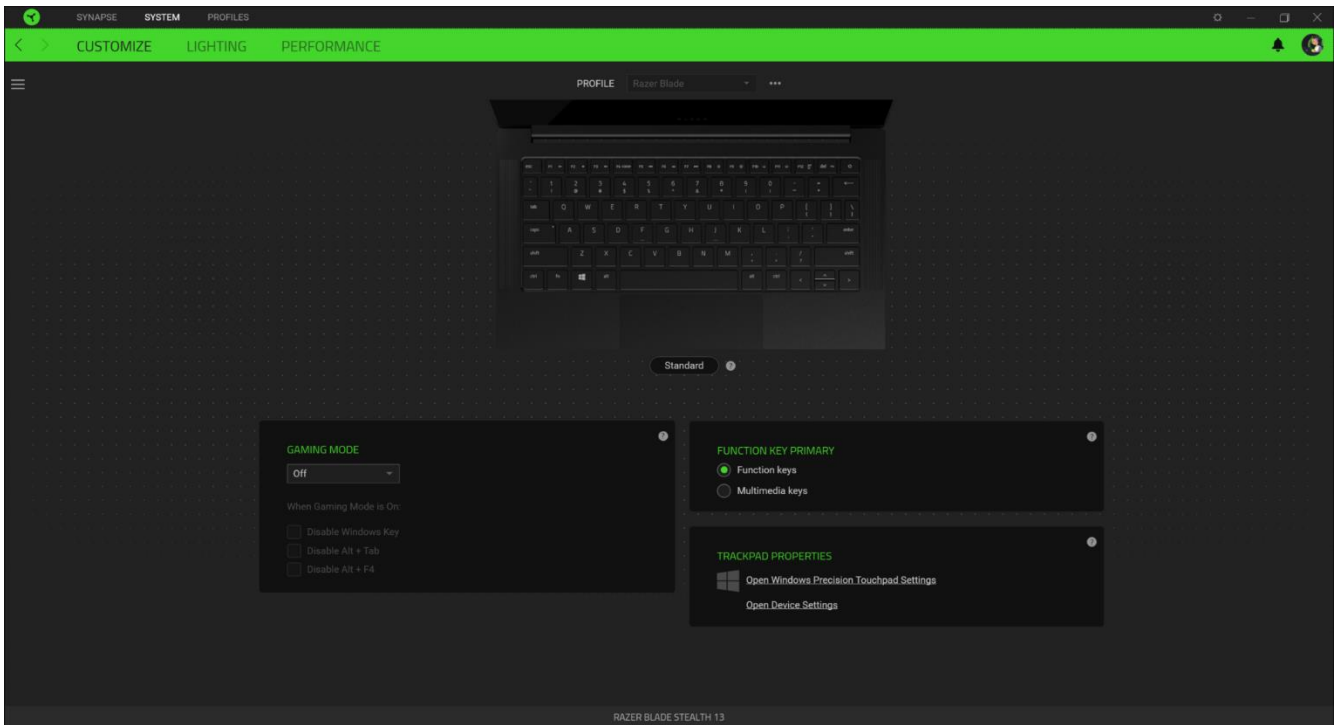 SYNAPSE SYSTEM PROFILES
CUSTOMIZE LIGHTING PERFORMANCE
PROFILE Razer Blade
Q W E R T Y U I O P
A S D F G H J K L
Z X C V B N M
Standard
GAMING MODE
Off
When Gaming Mode is On:
Disable Windows Key
Disable Alt + Tab
Disable Alt + F4
FUNCTION KEY PRIMARY
Function keys
Multimedia keys
TRACKPAD PROPERTIES
Open Windows Precision Touchpad Settings
Open Device Settings
RAZER BLADE STEALTH 13